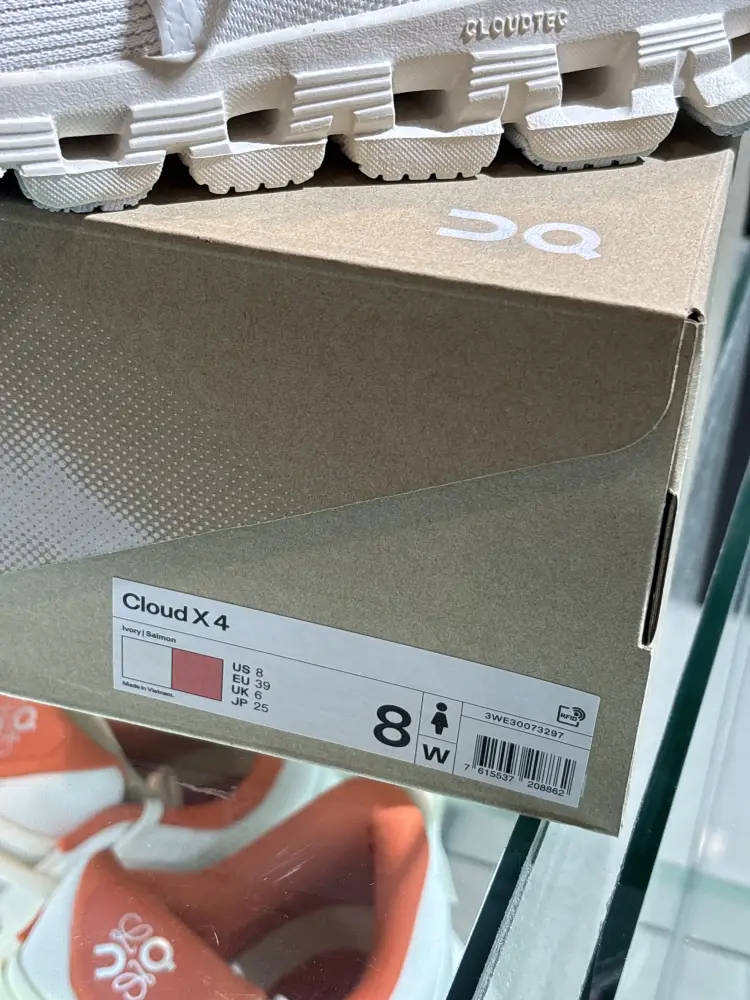 CLOUDTEC
On
Cloud X 4
Ivory | Salmon
US 8
EU 39
UK 6
JP 25
Made in Vietnam.
8
W
RFID
3WE30073297
7 615537 208862
On